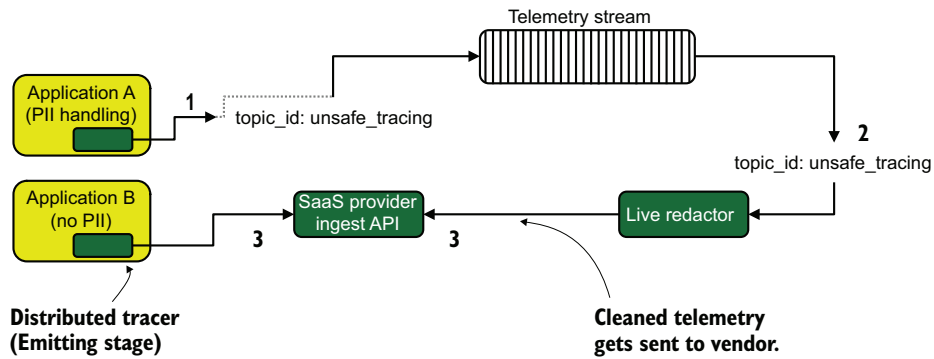 Telemetry stream
Application A
(PII handling)
1
topic_id: unsafe_tracing
2
topic_id: unsafe_tracing
Application B
(no PII)
3
SaaS provider
ingest API
3
Live redactor
Distributed tracer
(Emitting stage)
Cleaned telemetry
gets sent to vendor.